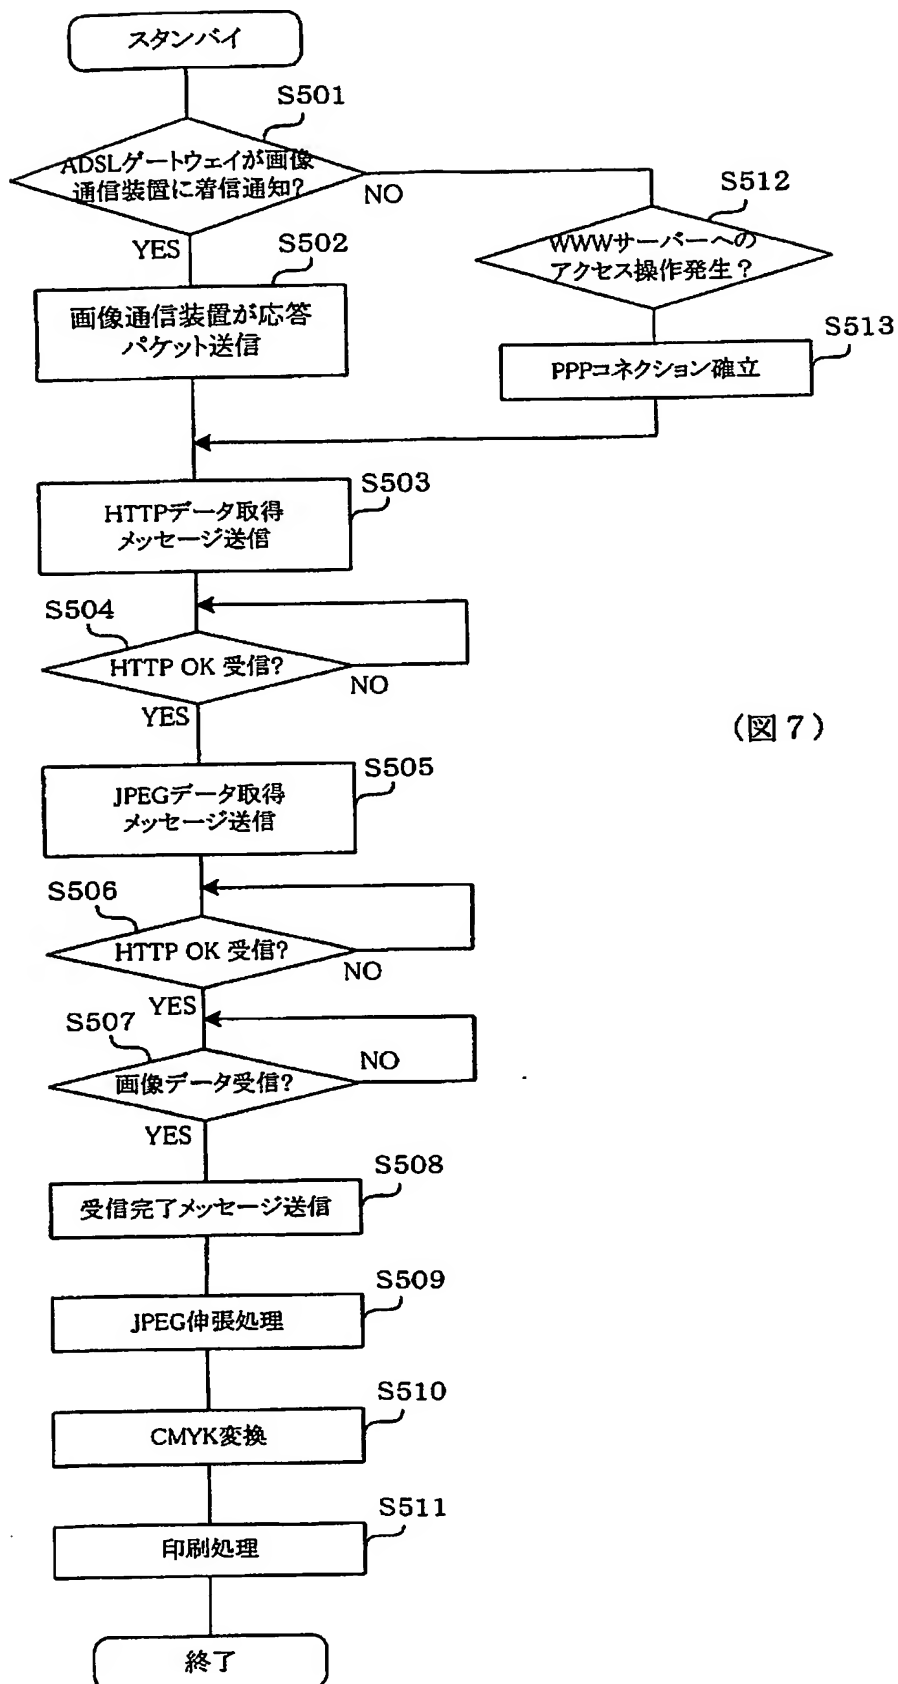 スタンバイ
S501
ADSLゲートウェイが画像
通信装置に着信通知?
NO
YES
S512
WWWサーバーへの
アクセス操作発生?
S502
画像通信装置が応答
パケット送信
S513
PPPコネクション確立
S503
HTTPデータ取得
メッセージ送信
S504
HTTP OK 受信?
NO
YES
(図7)
S505
JPEGデータ取得
メッセージ送信
S506
HTTP OK 受信?
NO
YES
S507
画像データ受信?
NO
YES
S508
受信完了メッセージ送信
S509
JPEG伸張処理
S510
CMYK変換
S511
印刷処理
終了